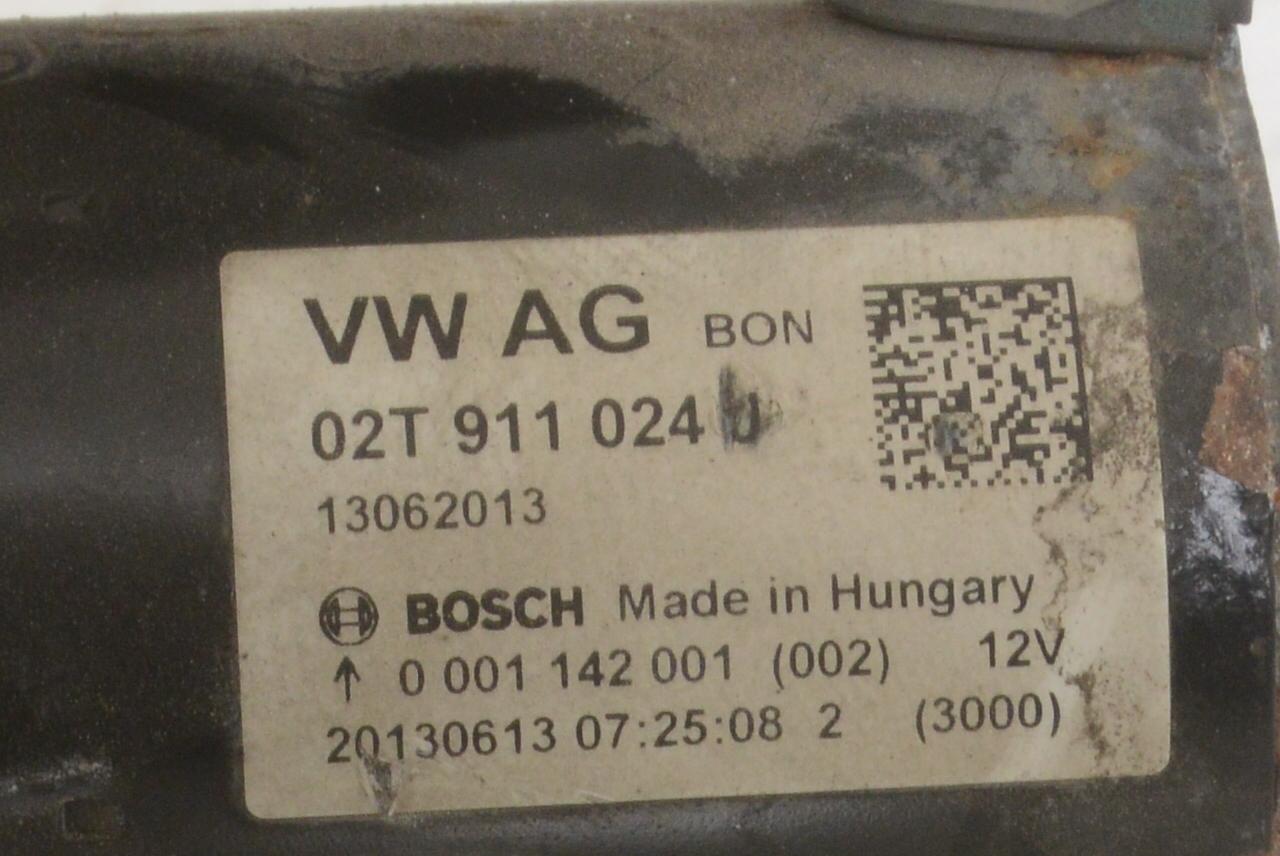 VW AG BON
02T 911 024
13062013
BOSCH Made in Hungary
↑ 0 001 142 001 (002) 12V
20130613 07:25:08 2 (3000)